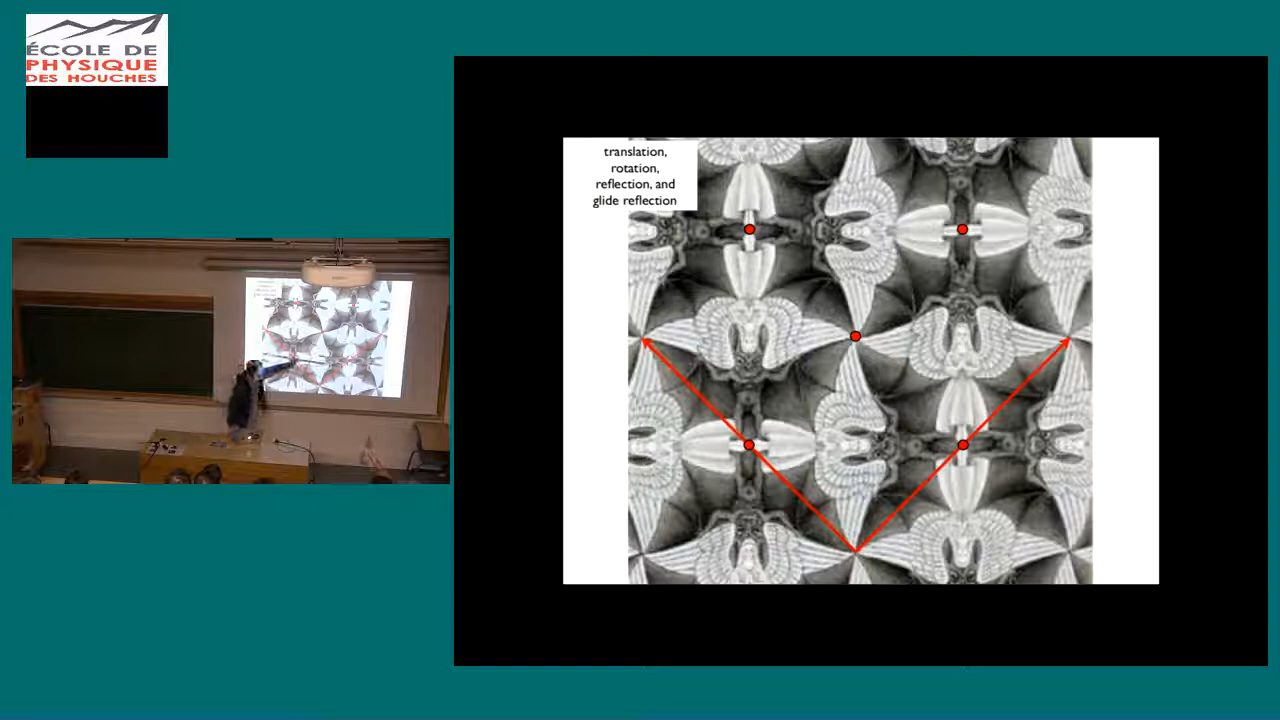 ÉCOLE DE
PHYSIQUE
DES HOUCHES
translation,
rotation,
reflection, and
glide reflection